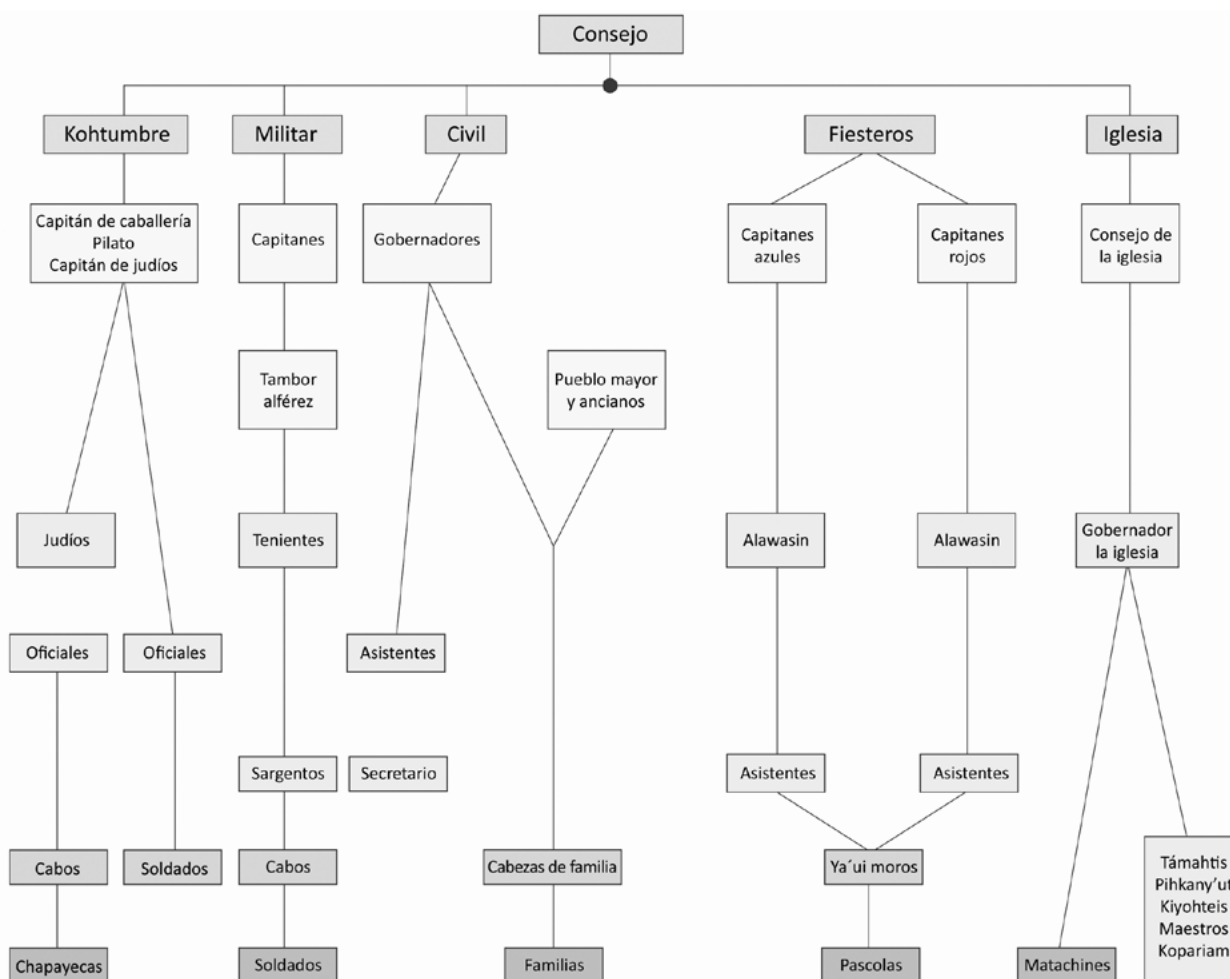 Consejo
Kohtumbre
Militar
Civil
Fiesteros
Iglesia
Capitán de caballería
Pilato
Capitán de judíos
Capitanes
Gobernadores
Capitanes
azules
Capitanes
rojos
Consejo de
la iglesia
Tambor
alférez
Pueblo mayor
y ancianos
Judíos
Tenientes
Alawasin
Alawasin
Gobernador
la iglesia
Oficiales
Oficiales
Asistentes
Sargentos
Secretario
Asistentes
Asistentes
Cabos
Soldados
Cabos
Cabezas de familia
Ya´ui moros
Támahtis
Pihkany’ut
Kiyohteis
Maestros
Kopariam
Chapayecas
Soldados
Familias
Pascolas
Matachines